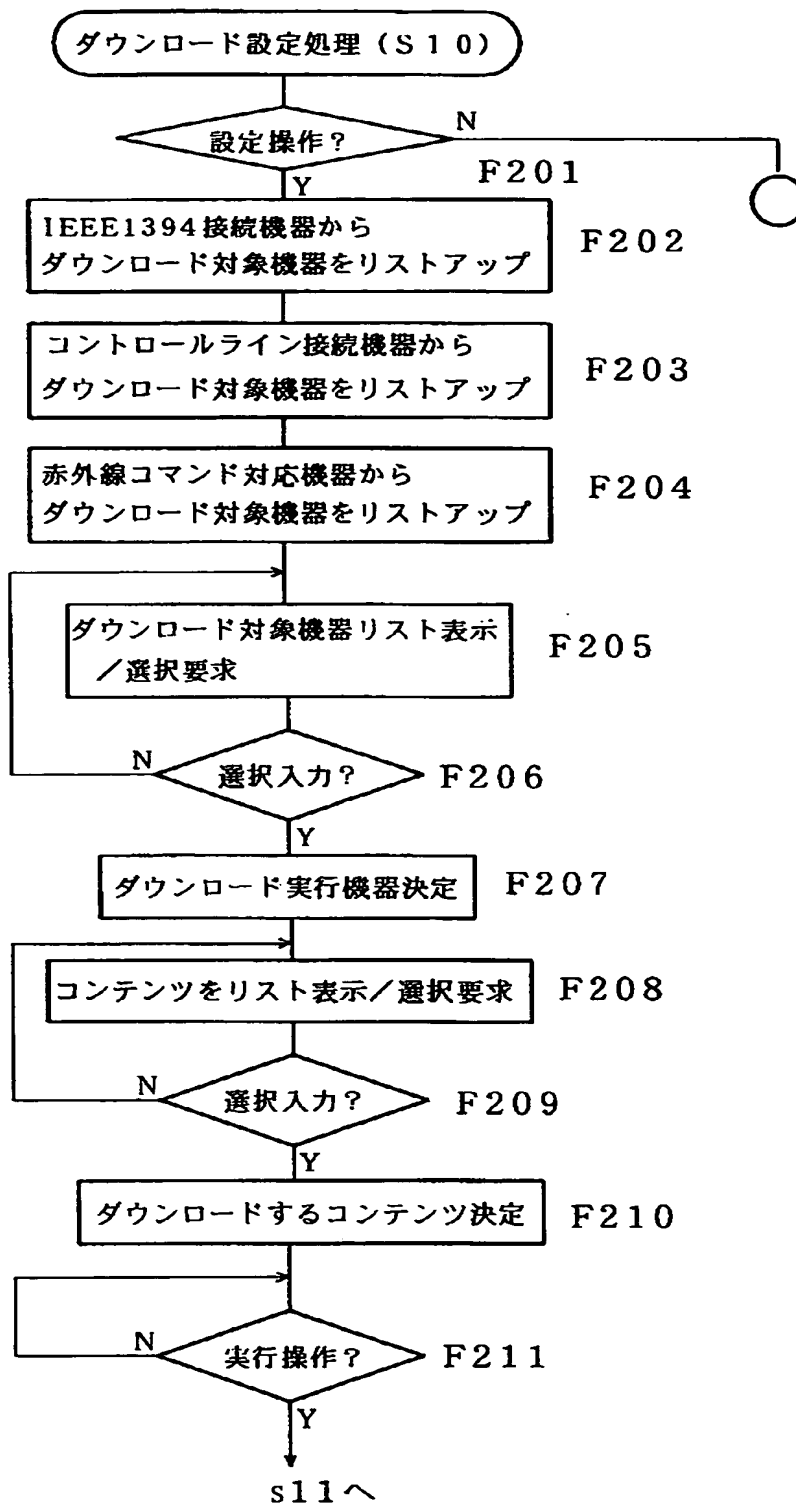 ダウンロード設定処理（S10）
設定操作？
N
F201
Y
IEEE1394接続機器から
ダウンロード対象機器をリストアップ
F202
コントロールライン接続機器から
ダウンロード対象機器をリストアップ
F203
赤外線コマンド対応機器から
ダウンロード対象機器をリストアップ
F204
ダウンロード対象機器リスト表示
／選択要求
F205
N
選択入力？
F206
Y
ダウンロード実行機器決定
F207
コンテンツをリスト表示／選択要求
F208
N
選択入力？
F209
Y
ダウンロードするコンテンツ決定
F210
N
実行操作？
F211
Y
s11へ